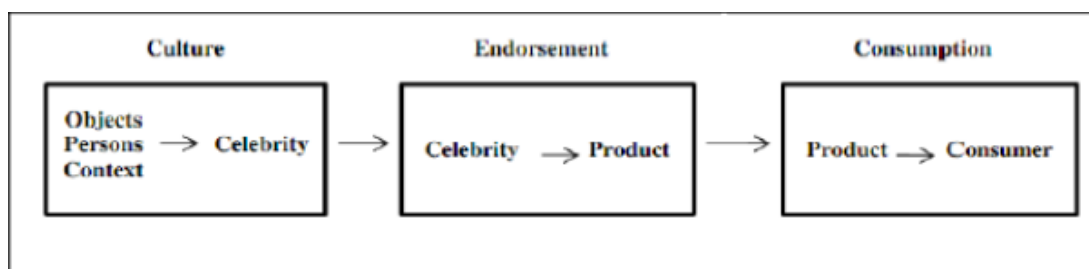 Culture
Endorsement
Consumption
Objects
Persons → Celebrity
Context
→
Celebrity → Product
→
Product → Consumer